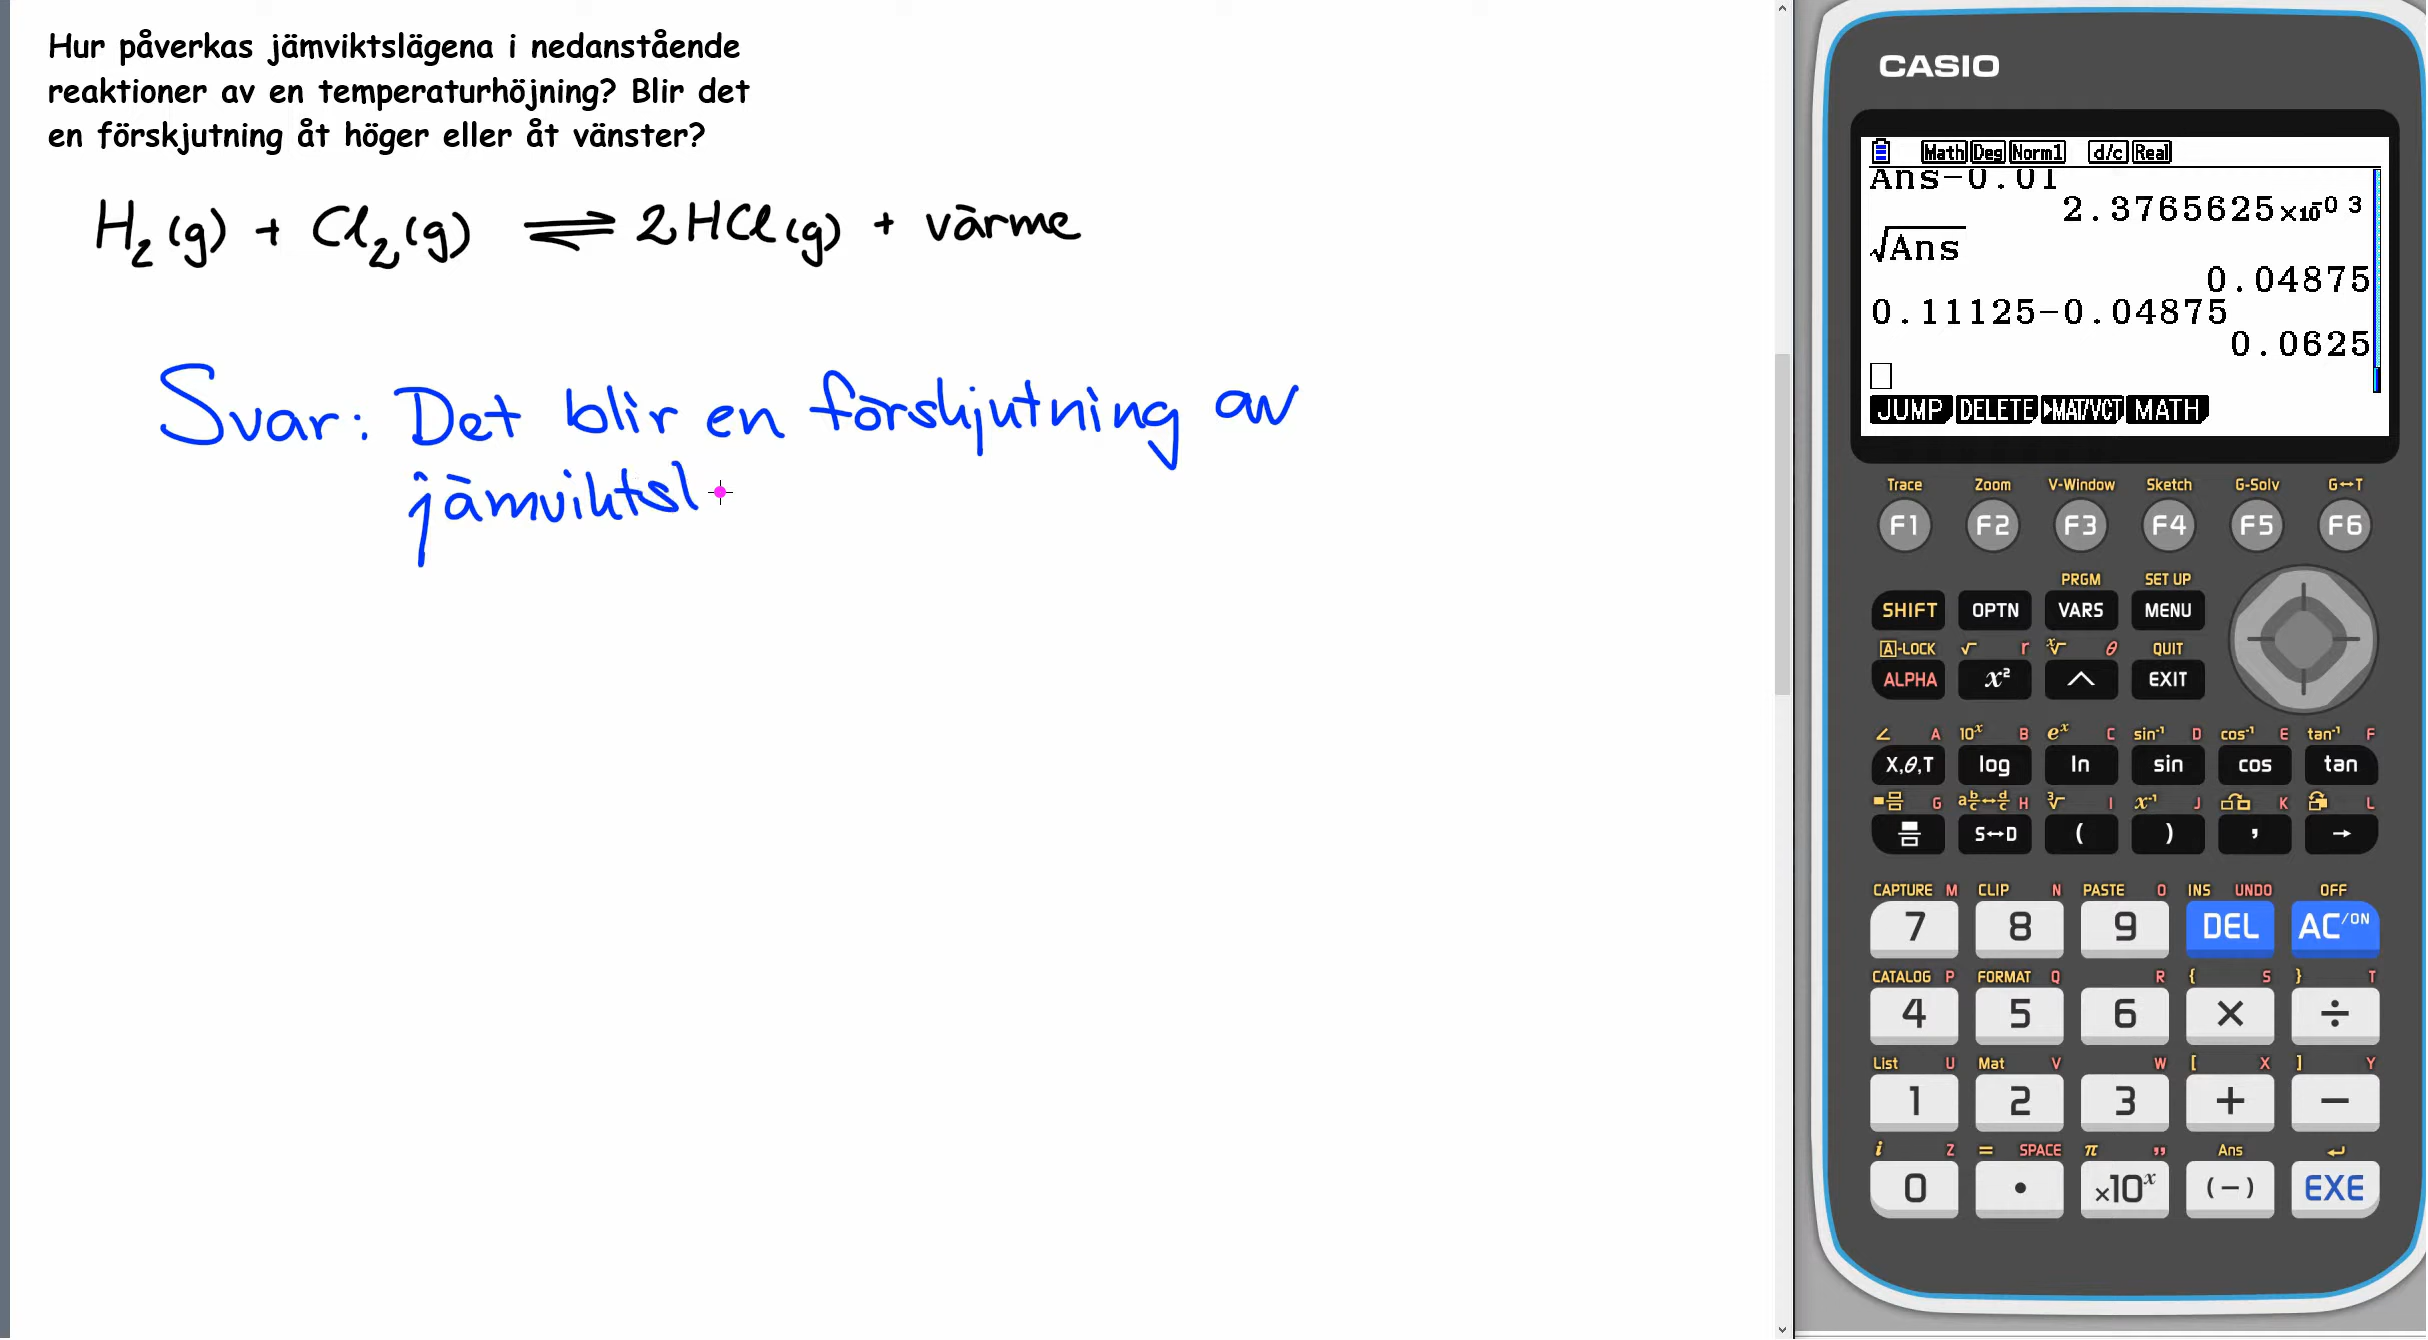 Hur påverkas jämviktslägena i nedanstående
reaktioner av en temperaturhöjning? Blir det
en förskjutning åt höger eller åt vänster?
H₂(g) + Cl₂(g) ⇌ 2HCl(g) + värme
Svar: Det blir en förskjutning av
jämviktsl
CASIO
Math Deg Norm1 d/c Real
Ans-0.01
2.3765625×10⁻⁰³
√Ans
0.04875
0.11125-0.04875
0.0625
JUMP DELETE ▶MAT/VCT MATH
Trace Zoom V-Window Sketch G-Solv G↔T
F1 F2 F3 F4 F5 F6
PRGM SET UP
SHIFT OPTN VARS MENU
A-LOCK √ r ˣ√ θ QUIT
ALPHA x² ^ EXIT
∠ A 10ˣ B eˣ C sin⁻¹ D cos⁻¹ E tan⁻¹ F
X,θ,T log ln sin cos tan
G a b/c↔d/c H ³√ I x⁻¹ J K L
S↔D ( ) , →
CAPTURE M CLIP N PASTE O INS UNDO OFF
7 8 9 DEL AC/ON
CATALOG P FORMAT Q R { S } T
4 5 6 × ÷
List U Mat V W [ X ] Y
1 2 3 + −
i Z = SPACE π " Ans ↵
0 • ×10ˣ (−) EXE